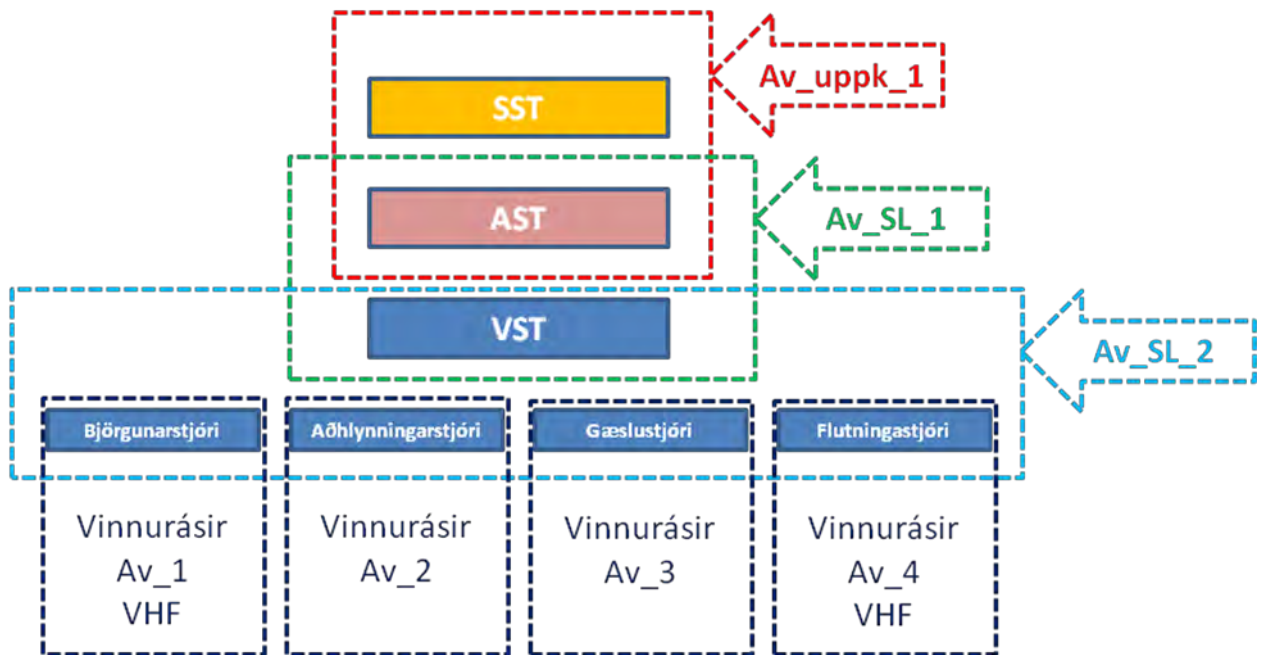 Av_uppk_1
SST
AST
Av_SL_1
VST
Av_SL_2
Björgunarstjóri
Aðhlynningarstjóri
Gæslustjóri
Flutningastjóri
Vinnurásir
Av_1
VHF
Vinnurásir
Av_2
Vinnurásir
Av_3
Vinnurásir
Av_4
VHF